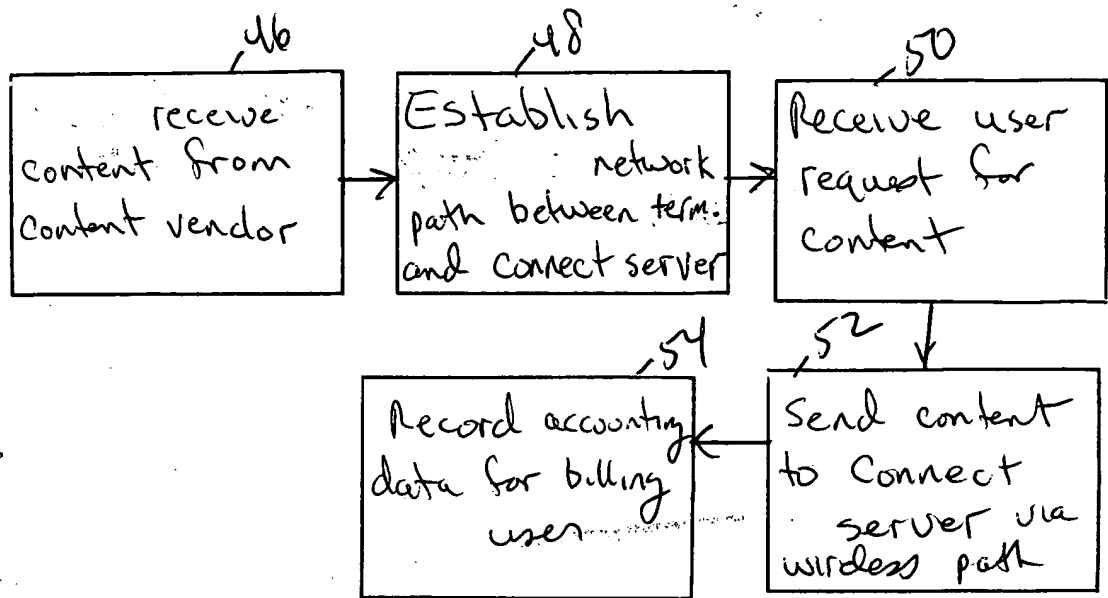 46
receive
content from
content vendor
48
Establish
network
path between term.
and connect server
50
Receive user
request for
content
52
Send content
to Connect
server via
wireless path
54
Record accounting
data for billing
user